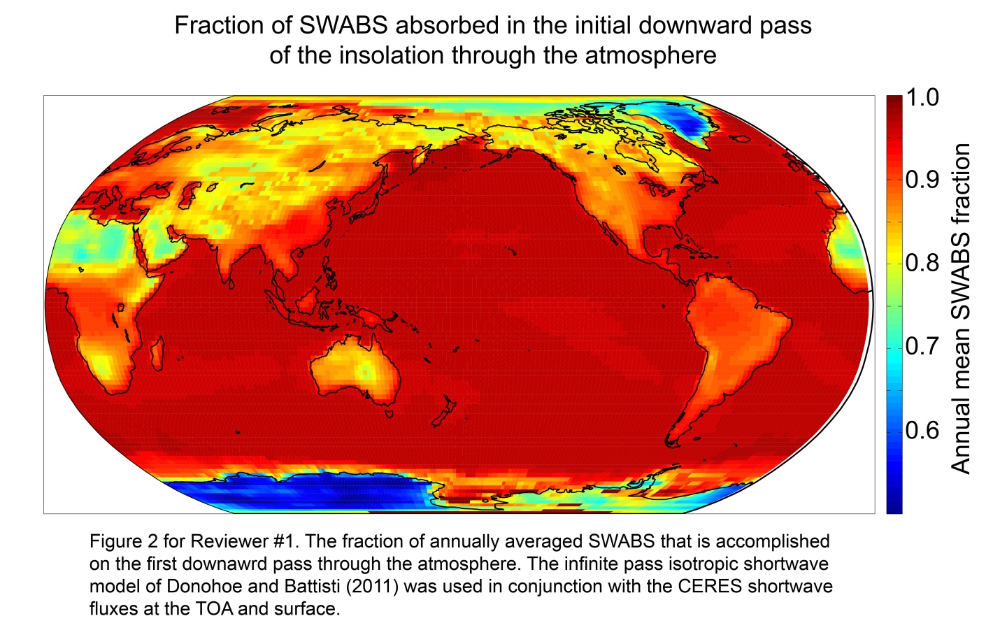 Fraction of SWABS absorbed in the initial downward pass
of the insolation through the atmosphere
1.0
0.9
0.8
0.7
0.6
Annual mean SWABS fraction
Figure 2 for Reviewer #1. The fraction of annually averaged SWABS that is accomplished
on the first downawrd pass through the atmosphere. The infinite pass isotropic shortwave
model of Donohoe and Battisti (2011) was used in conjunction with the CERES shortwave
fluxes at the TOA and surface.